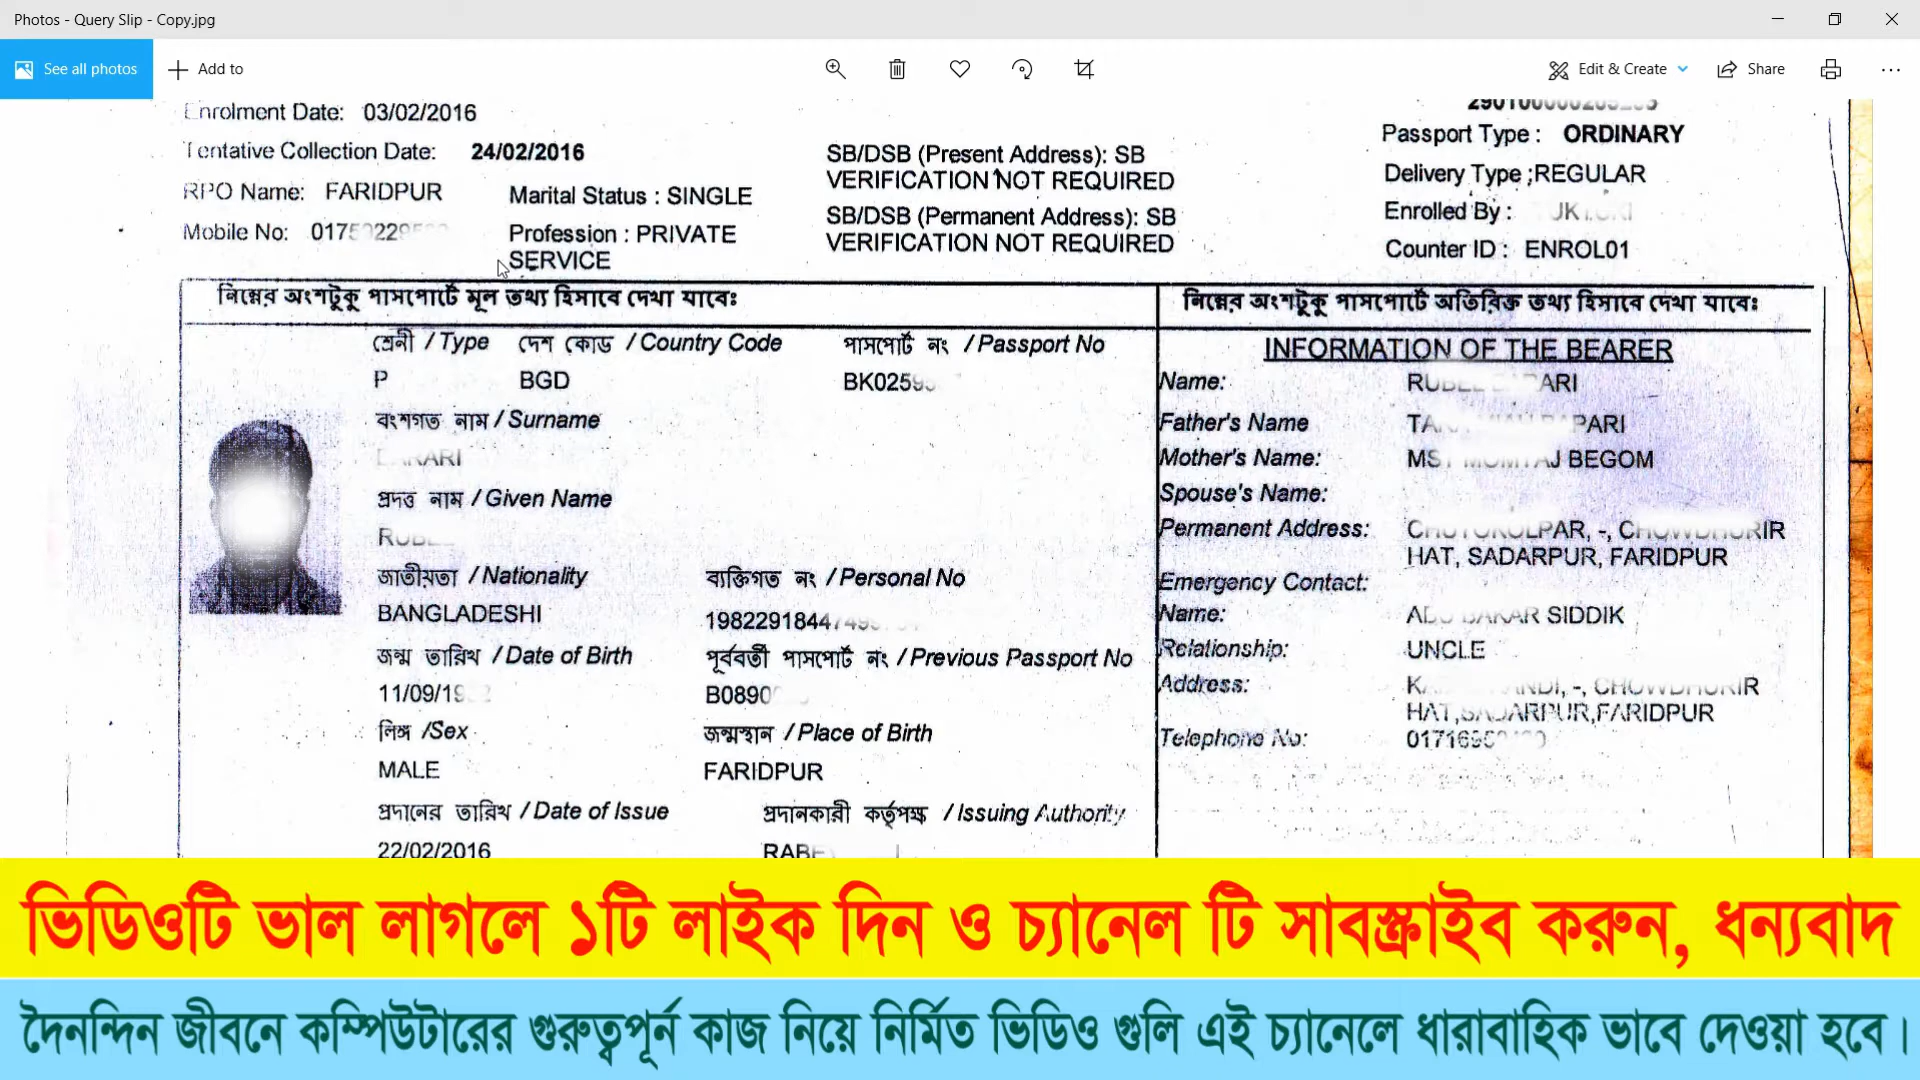 Photos - Query Slip - Copy.jpg
See all photos
Add to
Edit & Create
Share
Enrolment Date: 03/02/2016
Tentative Collection Date: 24/02/2016
RPO Name: FARIDPUR
Marital Status : SINGLE
Mobile No:
Profession : PRIVATE
SERVICE
SB/DSB (Present Address): SB
VERIFICATION NOT REQUIRED
SB/DSB (Permanent Address): SB
VERIFICATION NOT REQUIRED
Passport Type : ORDINARY
Delivery Type :REGULAR
Enrolled By :
Counter ID : ENROL01
নিম্নের অংশটুকু পাসপোর্টে মূল তথ্য হিসাবে দেখা যাবেঃ
শ্রেনী / Type দেশ কোড / Country Code পাসপোর্ট নং / Passport No
P BGD
বংশগত নাম / Surname
প্রদত্ত নাম / Given Name
জাতীয়তা / Nationality ব্যক্তিগত নং / Personal No
BANGLADESHI
জন্ম তারিখ / Date of Birth পূর্ববর্তী পাসপোর্ট নং / Previous Passport No
লিঙ্গ /Sex জন্মস্থান / Place of Birth
MALE FARIDPUR
প্রদানের তারিখ / Date of Issue প্রদানকারী কর্তৃপক্ষ / Issuing Authority
22/02/2016
নিম্নের অংশটুকু পাসপোর্টে অতিরিক্ত তথ্য হিসাবে দেখা যাবেঃ
INFORMATION OF THE BEARER
Name:
Father's Name
Mother's Name: BEGOM
Spouse's Name:
Permanent Address:
HAT, SADARPUR, FARIDPUR
Emergency Contact:
Name: SIDDIK
Relationship: UNCLE
Address:
HAT,SADARPUR,FARIDPUR
Telephone No:
ভিডিওটি ভাল লাগলে ১টি লাইক দিন ও চ্যানেল টি সাবস্ক্রাইব করুন, ধন্যবাদ
দৈনন্দিন জীবনে কম্পিউটারের গুরুত্বপূর্ন কাজ নিয়ে নির্মিত ভিডিও গুলি এই চ্যানেলে ধারাবাহিক ভাবে দেওয়া হবে।